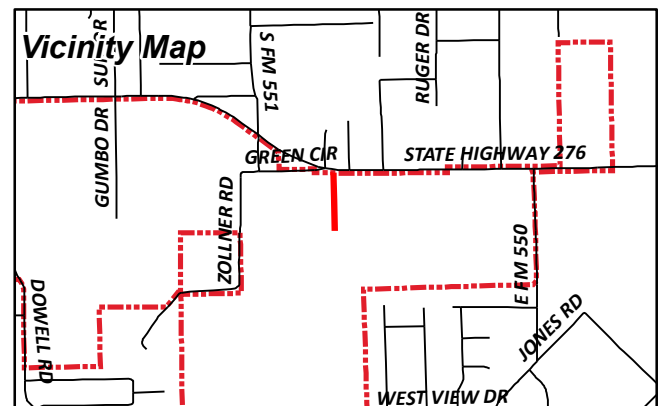 Vicinity Map
S FM 551
RUGER DR
GUMBO DR
GREEN CIR
STATE HIGHWAY 276
ZOLLNER RD
E FM 550
DOWELL RD
JONES RD
WEST VIEW DR